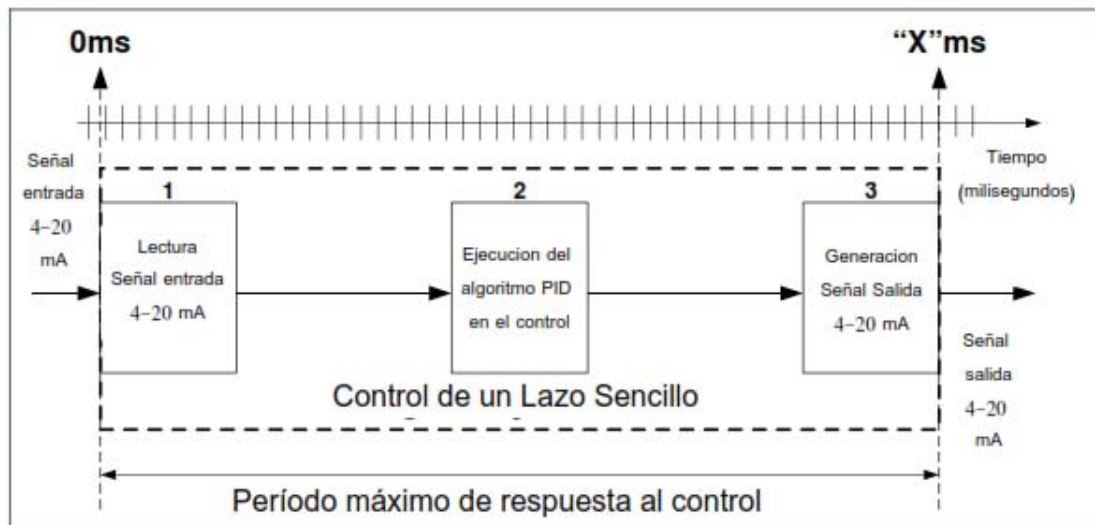 0ms
“X”ms
Señal
entrada
4–20
mA
Tiempo
(milisegundos)
1
2
3
Lectura
Señal entrada
4–20 mA
Ejecucion del
algoritmo PID
en el control
Generacion
Señal Salida
4–20 mA
Señal
salida
4–20
mA
Control de un Lazo Sencillo
Período máximo de respuesta al control